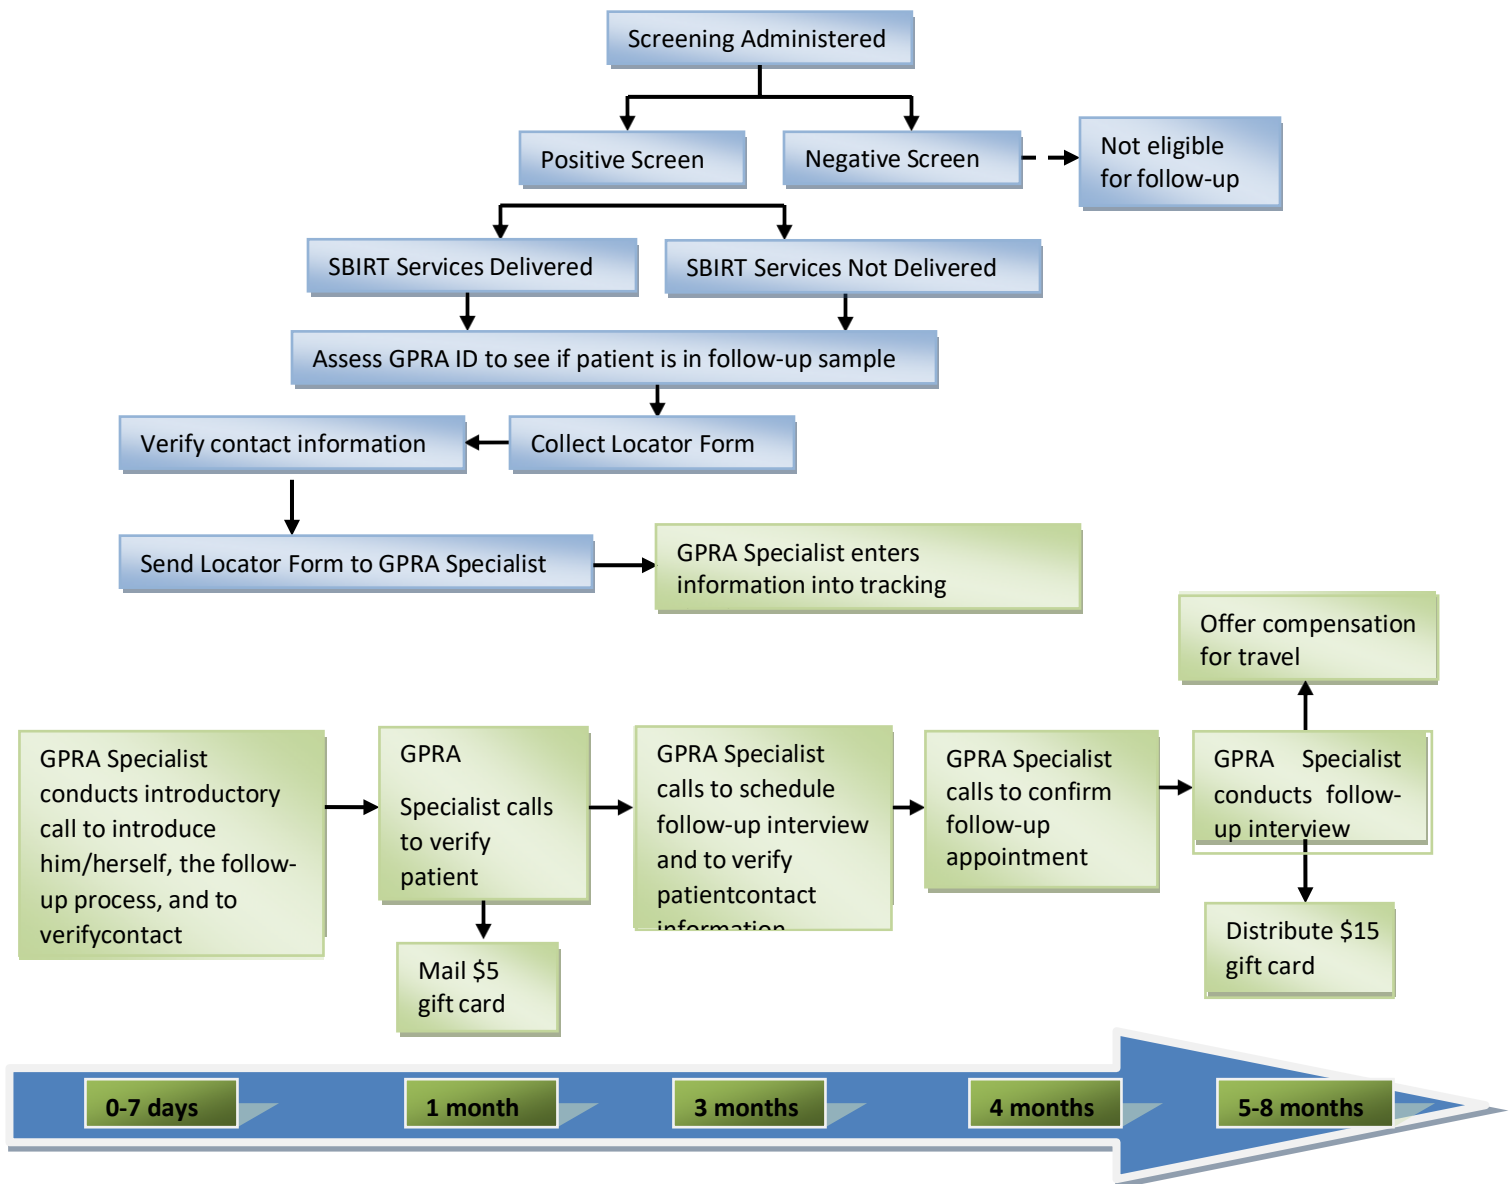 Screening Administered
Positive Screen
Negative Screen
Not eligible
for follow-up
SBIRT Services Delivered
SBIRT Services Not Delivered
Assess GPRA ID to see if patient is in follow-up sample
Verify contact information
Collect Locator Form
Send Locator Form to GPRA Specialist
GPRA Specialist enters
information into tracking
Offer compensation
for travel
GPRA Specialist
conducts introductory
call to introduce
him/herself, the follow-
up process, and to
verifycontact
GPRA
Specialist calls
to verify
patient
GPRA Specialist
calls to schedule
follow-up interview
and to verify
patientcontact
information
GPRA Specialist
calls to confirm
follow-up
appointment
GPRA Specialist
conducts follow-
up interview
Mail $5
gift card
Distribute $15
gift card
0-7 days
1 month
3 months
4 months
5-8 months